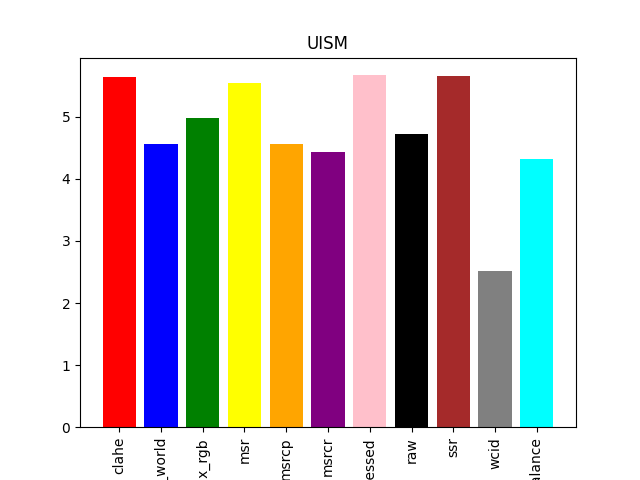 UISM
5
4
3
2
1
0
clahe
_world
x_rgb
msr
msrcp
msrcr
essed
raw
ssr
wcid
alance